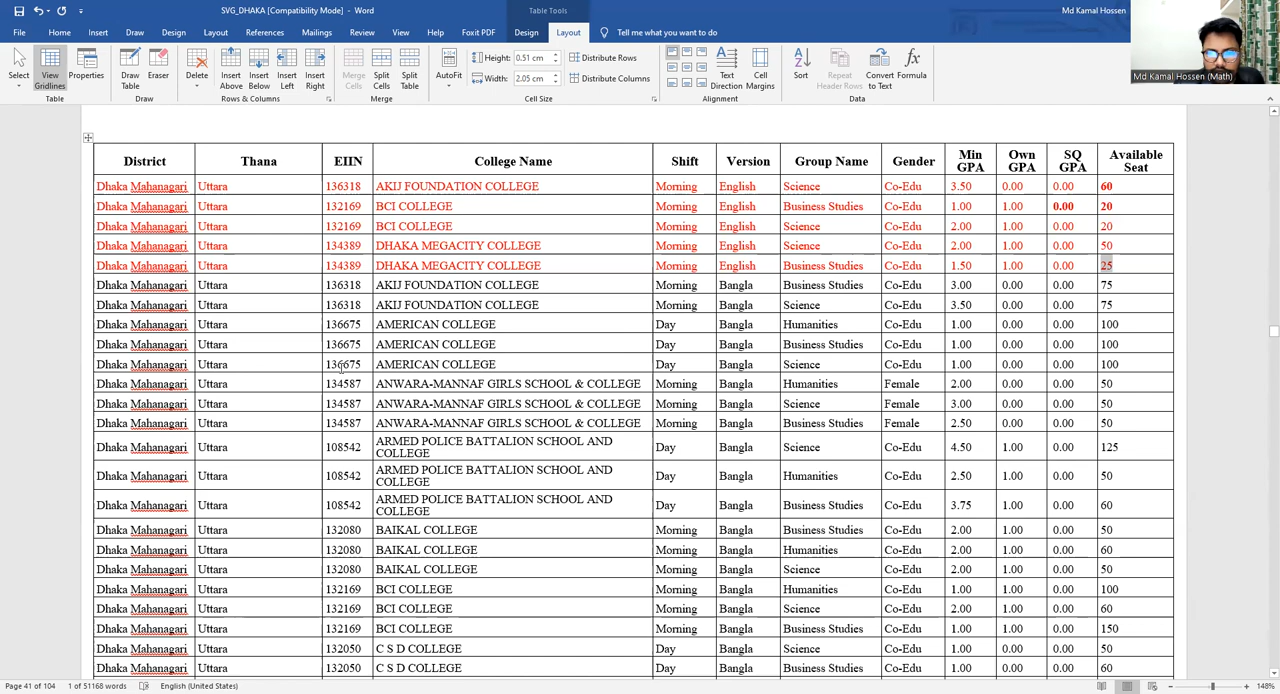 SVG_DHAKA [Compatibility Mode] - Word
Table Tools
Md Kamal Hossen
File Home Insert Draw Design Layout References Mailings Review View Help Foxit PDF Design Layout Tell me what you want to do
Select View Gridlines Properties Draw Table Eraser Delete Insert Above Insert Below Insert Left Insert Right Merge Cells Split Cells Split Table AutoFit Height: 0.51 cm Width: 2.05 cm Distribute Rows Distribute Columns Text Direction Cell Margins Sort Repeat Header Rows Convert to Text Formula
Table Draw Rows & Columns Merge Cell Size Alignment Data
Md Kamal Hossen (Math)
District Thana EIIN College Name Shift Version Group Name Gender Min GPA Own GPA SQ GPA Available Seat
Dhaka Mahanagari Uttara 136318 AKIJ FOUNDATION COLLEGE Morning English Science Co-Edu 3.50 0.00 0.00 60
Dhaka Mahanagari Uttara 132169 BCI COLLEGE Morning English Business Studies Co-Edu 1.00 1.00 0.00 20
Dhaka Mahanagari Uttara 132169 BCI COLLEGE Morning English Science Co-Edu 2.00 1.00 0.00 20
Dhaka Mahanagari Uttara 134389 DHAKA MEGACITY COLLEGE Morning English Science Co-Edu 2.00 1.00 0.00 50
Dhaka Mahanagari Uttara 134389 DHAKA MEGACITY COLLEGE Morning English Business Studies Co-Edu 1.50 1.00 0.00 25
Dhaka Mahanagari Uttara 136318 AKIJ FOUNDATION COLLEGE Morning Bangla Business Studies Co-Edu 3.00 0.00 0.00 75
Dhaka Mahanagari Uttara 136318 AKIJ FOUNDATION COLLEGE Morning Bangla Science Co-Edu 3.50 0.00 0.00 75
Dhaka Mahanagari Uttara 136675 AMERICAN COLLEGE Day Bangla Humanities Co-Edu 1.00 0.00 0.00 100
Dhaka Mahanagari Uttara 136675 AMERICAN COLLEGE Day Bangla Business Studies Co-Edu 1.00 0.00 0.00 100
Dhaka Mahanagari Uttara 136675 AMERICAN COLLEGE Day Bangla Science Co-Edu 1.00 0.00 0.00 100
Dhaka Mahanagari Uttara 134587 ANWARA-MANNAF GIRLS SCHOOL & COLLEGE Morning Bangla Humanities Female 2.00 0.00 0.00 50
Dhaka Mahanagari Uttara 134587 ANWARA-MANNAF GIRLS SCHOOL & COLLEGE Morning Bangla Science Female 3.00 0.00 0.00 50
Dhaka Mahanagari Uttara 134587 ANWARA-MANNAF GIRLS SCHOOL & COLLEGE Morning Bangla Business Studies Female 2.50 0.00 0.00 50
Dhaka Mahanagari Uttara 108542 ARMED POLICE BATTALION SCHOOL AND COLLEGE Day Bangla Science Co-Edu 4.50 1.00 0.00 125
Dhaka Mahanagari Uttara 108542 ARMED POLICE BATTALION SCHOOL AND COLLEGE Day Bangla Humanities Co-Edu 2.50 1.00 0.00 50
Dhaka Mahanagari Uttara 108542 ARMED POLICE BATTALION SCHOOL AND COLLEGE Day Bangla Business Studies Co-Edu 3.75 1.00 0.00 60
Dhaka Mahanagari Uttara 132080 BAIKAL COLLEGE Morning Bangla Business Studies Co-Edu 2.00 1.00 0.00 50
Dhaka Mahanagari Uttara 132080 BAIKAL COLLEGE Morning Bangla Humanities Co-Edu 2.00 1.00 0.00 60
Dhaka Mahanagari Uttara 132080 BAIKAL COLLEGE Morning Bangla Science Co-Edu 2.00 1.00 0.00 50
Dhaka Mahanagari Uttara 132169 BCI COLLEGE Morning Bangla Humanities Co-Edu 1.00 1.00 0.00 100
Dhaka Mahanagari Uttara 132169 BCI COLLEGE Morning Bangla Science Co-Edu 2.00 1.00 0.00 60
Dhaka Mahanagari Uttara 132169 BCI COLLEGE Morning Bangla Business Studies Co-Edu 1.00 1.00 0.00 150
Dhaka Mahanagari Uttara 132050 C S D COLLEGE Day Bangla Science Co-Edu 1.00 1.00 0.00 50
Dhaka Mahanagari Uttara 132050 C S D COLLEGE Day Bangla Business Studies Co-Edu 1.00 1.00 0.00 60
Page 41 of 104 1 of 51168 words English (United States) 148%